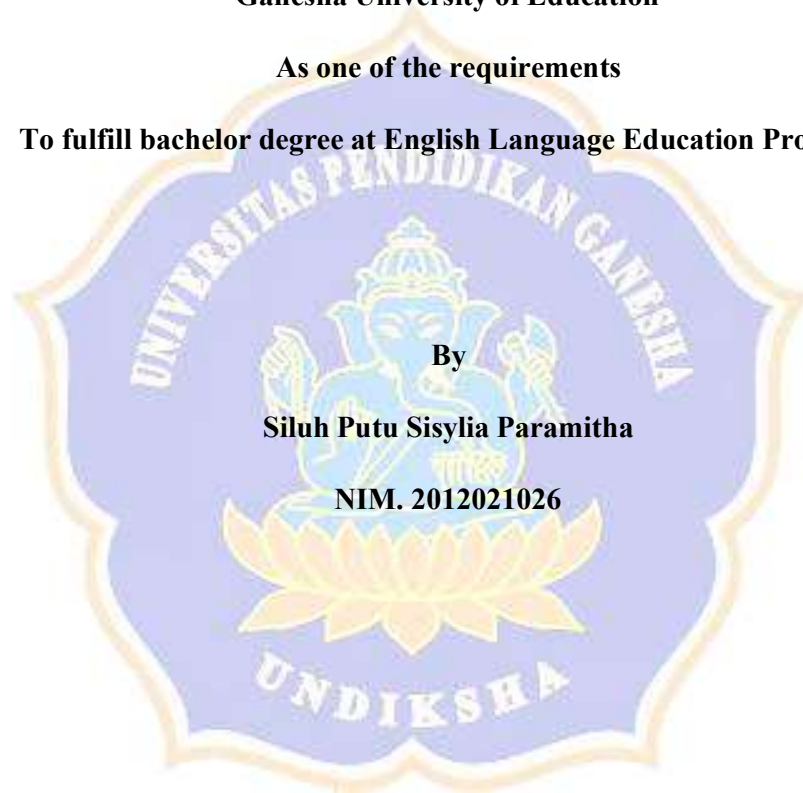 Ganesha University of Education
As one of the requirements
To fulfill bachelor degree at English Language Education Pro
UNIVERSITAS PENDIDIKAN GANESHA
By
Siluh Putu Sisylia Paramitha
NIM. 2012021026
UNDIKSHA